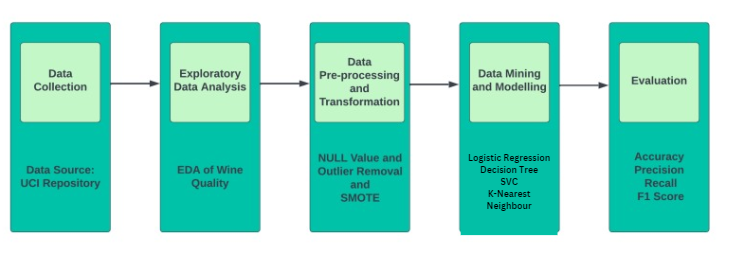 Data
Collection
Data Source:
UCI Repository
Exploratory
Data Analysis
EDA of Wine
Quality
Data
Pre-processing
and
Transformation
NULL Value and
Outlier Removal
and
SMOTE
Data Mining
and Modelling
Logistic Regression
Decision Tree
SVC
K-Nearest
Neighbour
Evaluation
Accuracy
Precision
Recall
F1 Score